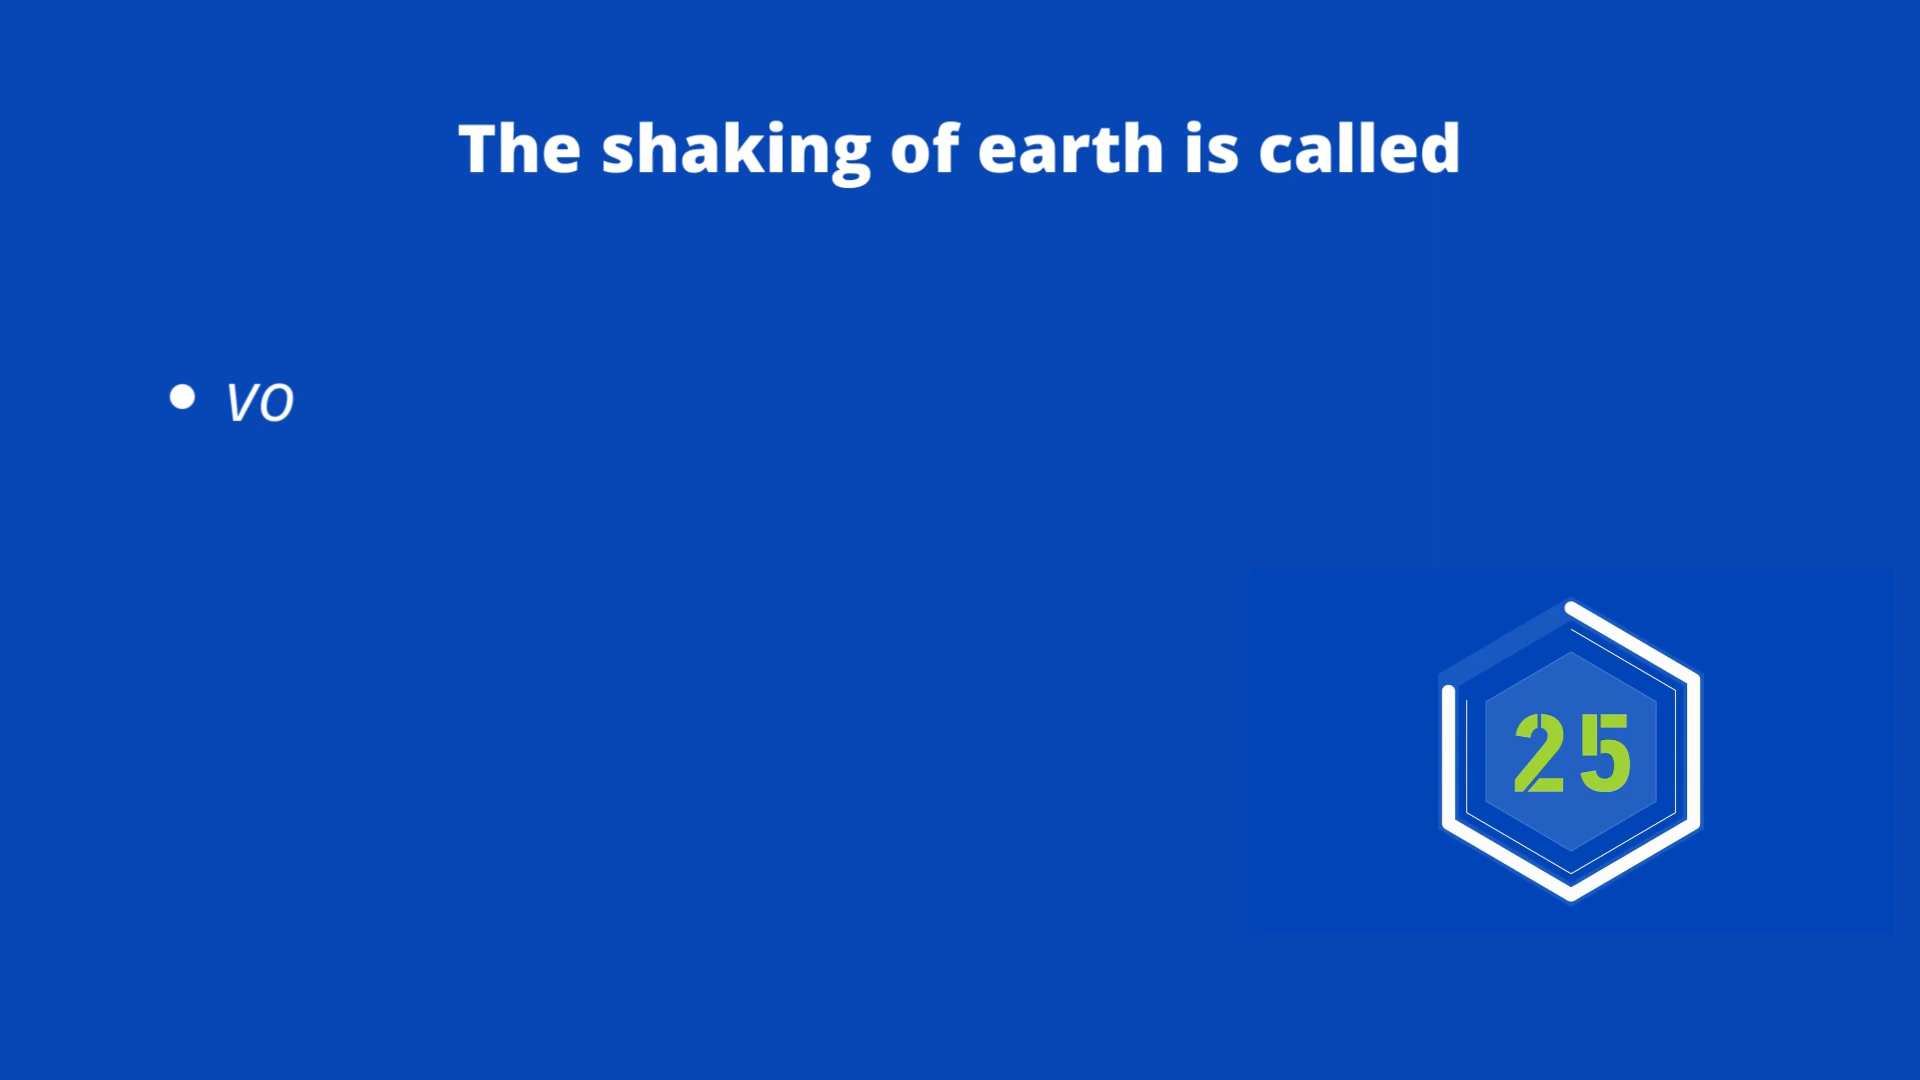 The shaking of earth is called
• vo
25